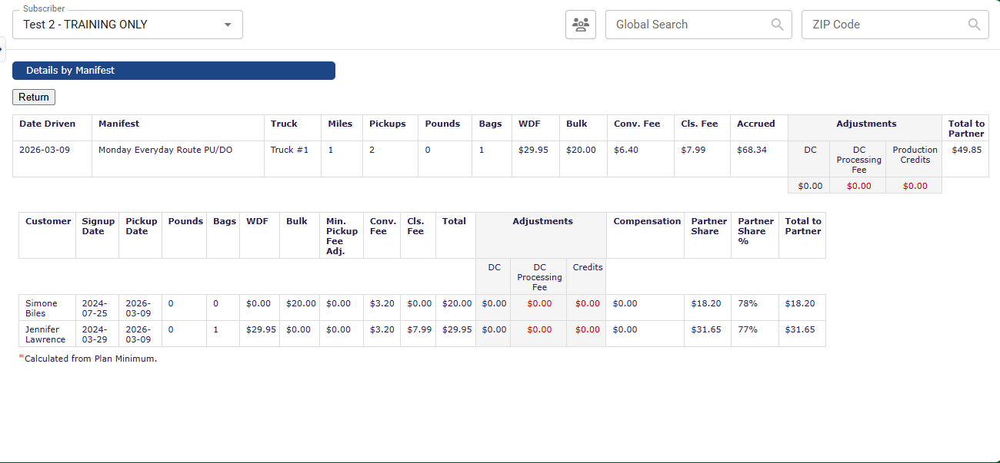 Subscriber
Test 2 - TRAINING ONLY
Global Search
ZIP Code
Details by Manifest
Return
Date Driven Manifest Truck Miles Pickups Pounds Bags WDF Bulk Conv. Fee Cls. Fee Accrued Adjustments Total to Partner
2026-03-09 Monday Everyday Route PU/DO Truck #1 1 2 0 1 $29.95 $20.00 $6.40 $7.99 $68.34 DC DC Processing Fee Production Credits $49.85
$0.00 $0.00 $0.00
Customer Signup Date Pickup Date Pounds Bags WDF Bulk Min. Pickup Fee Adj. Conv. Fee Cls. Fee Total Adjustments Compensation Partner Share Partner Share % Total to Partner
DC DC Processing Fee Credits
Simone Biles 2024-07-25 2026-03-09 0 0 $0.00 $20.00 $0.00 $3.20 $0.00 $20.00 $0.00 $0.00 $0.00 $0.00 $18.20 78% $18.20
Jennifer Lawrence 2024-03-29 2026-03-09 0 1 $29.95 $0.00 $0.00 $3.20 $7.99 $29.95 $0.00 $0.00 $0.00 $0.00 $31.65 77% $31.65
*Calculated from Plan Minimum.